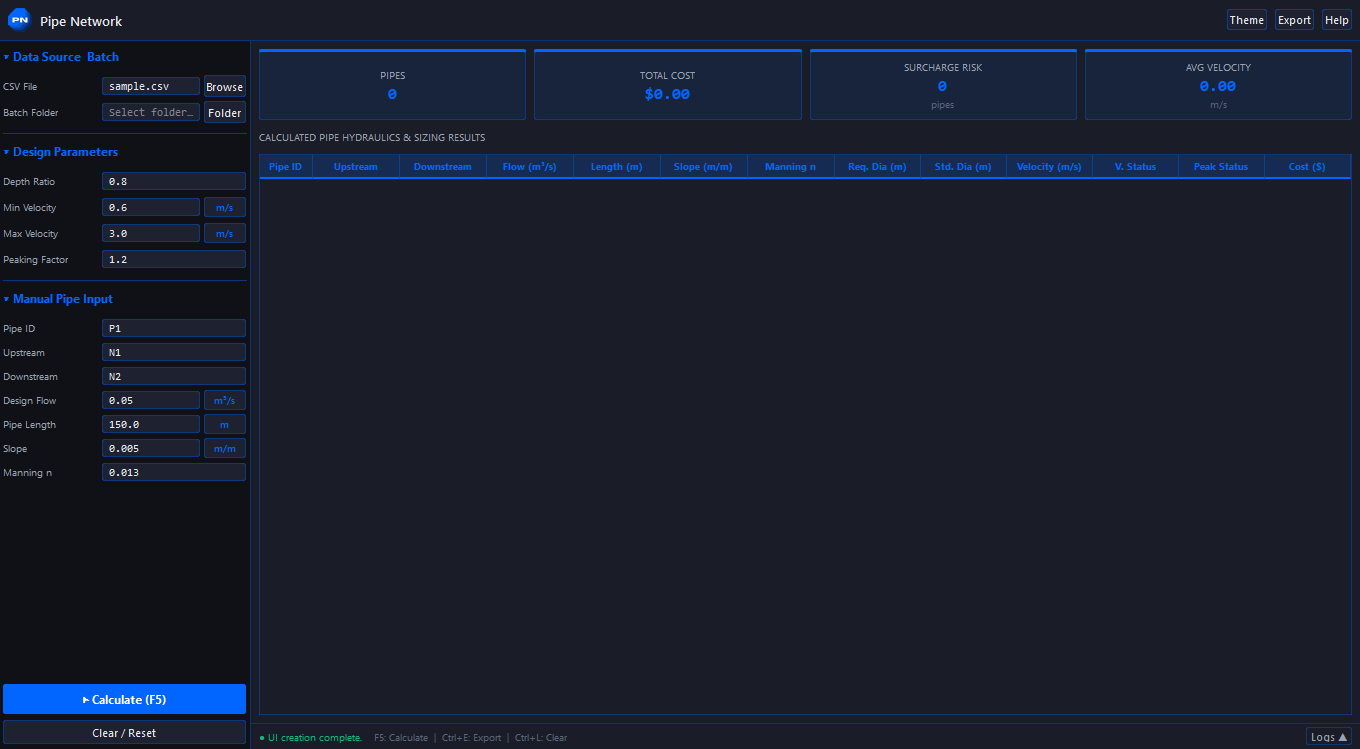 PN Pipe Network Theme Export Help
▾ Data Source Batch
CSV File sample.csv Browse
Batch Folder Select folder… Folder
▾ Design Parameters
Depth Ratio 0.8
Min Velocity 0.6 m/s
Max Velocity 3.0 m/s
Peaking Factor 1.2
▾ Manual Pipe Input
Pipe ID P1
Upstream N1
Downstream N2
Design Flow 0.05 m³/s
Pipe Length 150.0 m
Slope 0.005 m/m
Manning n 0.013
▸ Calculate (F5)
Clear / Reset
PIPES
0
TOTAL COST
$0.00
SURCHARGE RISK
0
pipes
AVG VELOCITY
0.00
m/s
CALCULATED PIPE HYDRAULICS & SIZING RESULTS
Pipe ID Upstream Downstream Flow (m³/s) Length (m) Slope (m/m) Manning n Req. Dia (m) Std. Dia (m) Velocity (m/s) V. Status Peak Status Cost ($)
● UI creation complete. F5: Calculate | Ctrl+E: Export | Ctrl+L: Clear Logs ▲